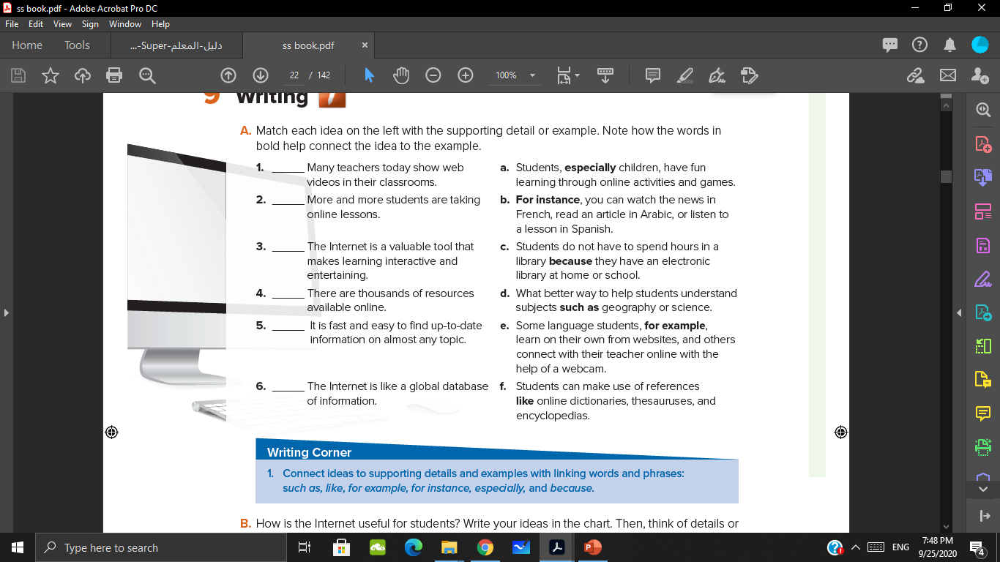 ss book.pdf - Adobe Acrobat Pro DC
File Edit View Sign Window Help
Home Tools ...-Super-دليل-المعلم ss book.pdf ×
22 / 142 100%
9 Writing
A. Match each idea on the left with the supporting detail or example. Note how the words in
bold help connect the idea to the example.
1. _____ Many teachers today show web
videos in their classrooms.
2. _____ More and more students are taking
online lessons.
3. _____ The Internet is a valuable tool that
makes learning interactive and
entertaining.
4. _____ There are thousands of resources
available online.
5. _____ It is fast and easy to find up-to-date
information on almost any topic.
6. _____ The Internet is like a global database
of information.
a. Students, especially children, have fun
learning through online activities and games.
b. For instance, you can watch the news in
French, read an article in Arabic, or listen to
a lesson in Spanish.
c. Students do not have to spend hours in a
library because they have an electronic
library at home or school.
d. What better way to help students understand
subjects such as geography or science.
e. Some language students, for example,
learn on their own from websites, and others
connect with their teacher online with the
help of a webcam.
f. Students can make use of references
like online dictionaries, thesauruses, and
encyclopedias.
Writing Corner
1. Connect ideas to supporting details and examples with linking words and phrases:
such as, like, for example, for instance, especially, and because.
B. How is the Internet useful for students? Write your ideas in the chart. Then, think of details or
Type here to search
ENG
7:48 PM
9/25/2020
4